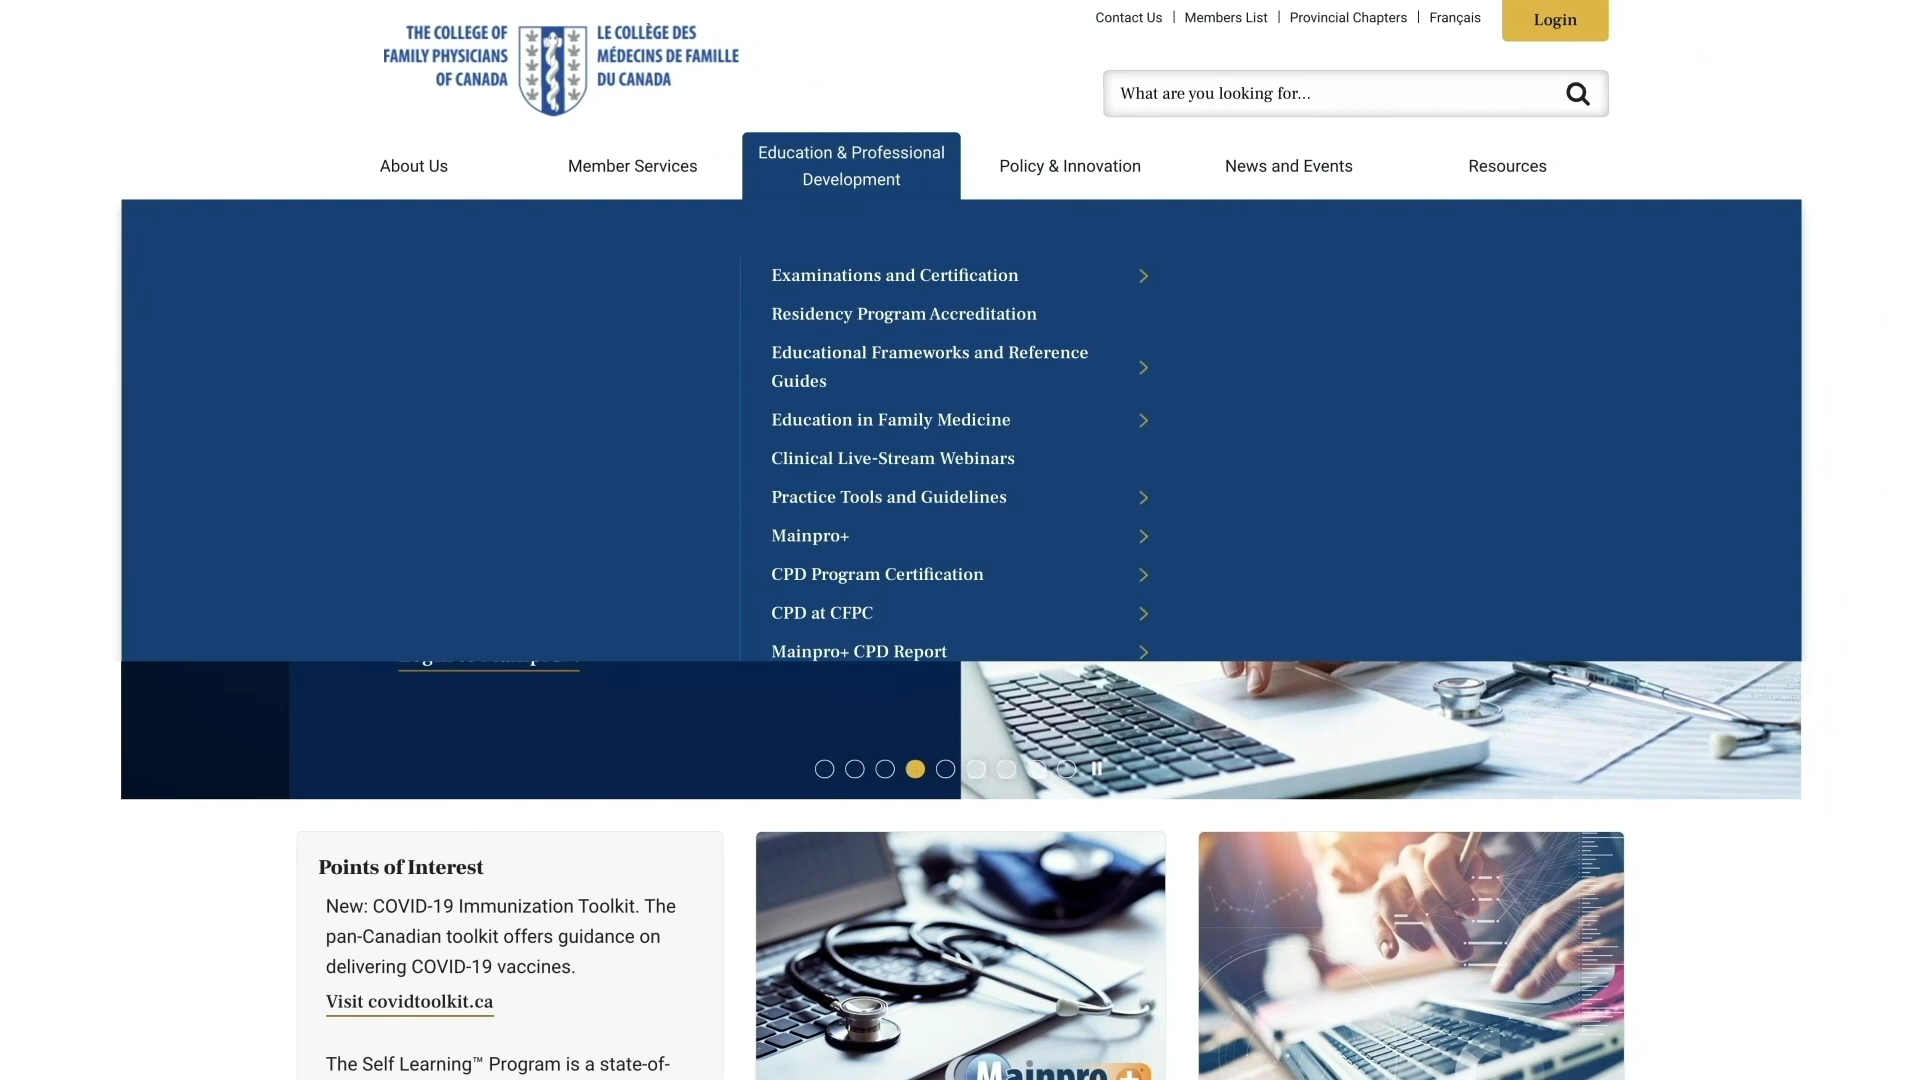 THE COLLEGE OF
FAMILY PHYSICIANS
OF CANADA
LE COLLÈGE DES
MÉDECINS DE FAMILLE
DU CANADA
Contact Us | Members List | Provincial Chapters | Français
Login
What are you looking for...
About Us
Member Services
Education & Professional
Development
Policy & Innovation
News and Events
Resources
Examinations and Certification
Residency Program Accreditation
Educational Frameworks and Reference
Guides
Education in Family Medicine
Clinical Live-Stream Webinars
Practice Tools and Guidelines
Mainpro+
CPD Program Certification
CPD at CFPC
Mainpro+ CPD Report
Points of Interest
New: COVID-19 Immunization Toolkit. The
pan-Canadian toolkit offers guidance on
delivering COVID-19 vaccines.
Visit covidtoolkit.ca
The Self Learning™ Program is a state-of-
Mainpro+